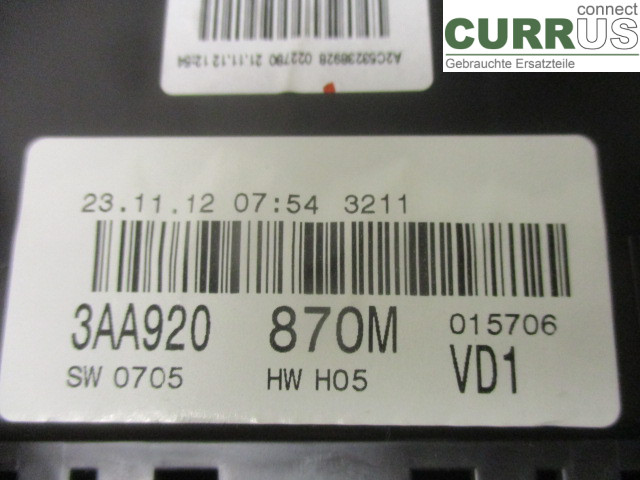 connect
CURRUS
Gebrauchte Ersatzteile
A2C53238928 022780 21.11.12 12:54
23.11.12 07:54 3211
3AA920 870M 015706
SW 0705 HW H05 VD1